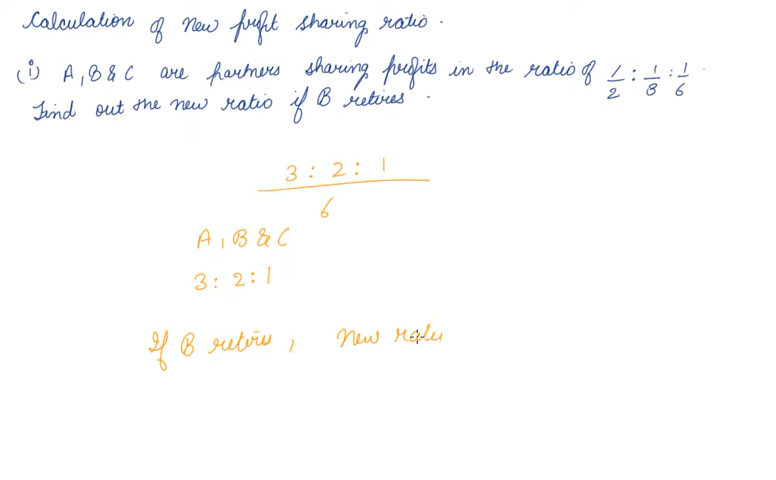 Calculation of New profit sharing ratio.
(i) A, B & C are partners sharing profits in the ratio of 1/2 : 1/3 : 1/6.
Find out the new ratio if B retires.
3 : 2 : 1
6
A, B & C
3 : 2 : 1
If B retires, New ratio